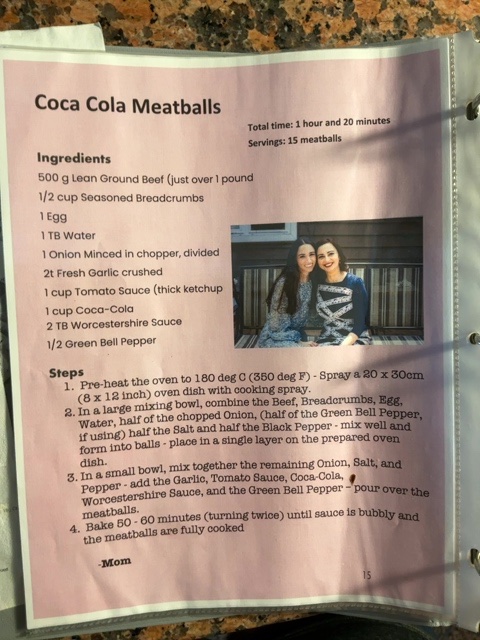 Coca Cola Meatballs
Total time: 1 hour and 20 minutes
Servings: 15 meatballs
Ingredients
500 g Lean Ground Beef (just over 1 pound
1/2 cup Seasoned Breadcrumbs
1 Egg
1 TB Water
1 Onion Minced in chopper, divided
2t Fresh Garlic crushed
1 cup Tomato Sauce (thick ketchup
1 cup Coca-Cola
2 TB Worcestershire Sauce
1/2 Green Bell Pepper
Steps
1. Pre-heat the oven to 180 deg C (350 deg F) - Spray a 20 x 30cm
(8 x 12 inch) oven dish with cooking spray.
2. In a large mixing bowl, combine the Beef, Breadcrumbs, Egg,
Water, half of the chopped Onion, (half of the Green Bell Pepper,
if using) half the Salt and half the Black Pepper - mix well and
form into balls - place in a single layer on the prepared oven
dish.
3. In a small bowl, mix together the remaining Onion, Salt, and
Pepper - add the Garlic, Tomato Sauce, Coca-Cola,
Worcestershire Sauce, and the Green Bell Pepper - pour over the
meatballs.
4. Bake 50 - 60 minutes (turning twice) until sauce is bubbly and
the meatballs are fully cooked
-Mom
15